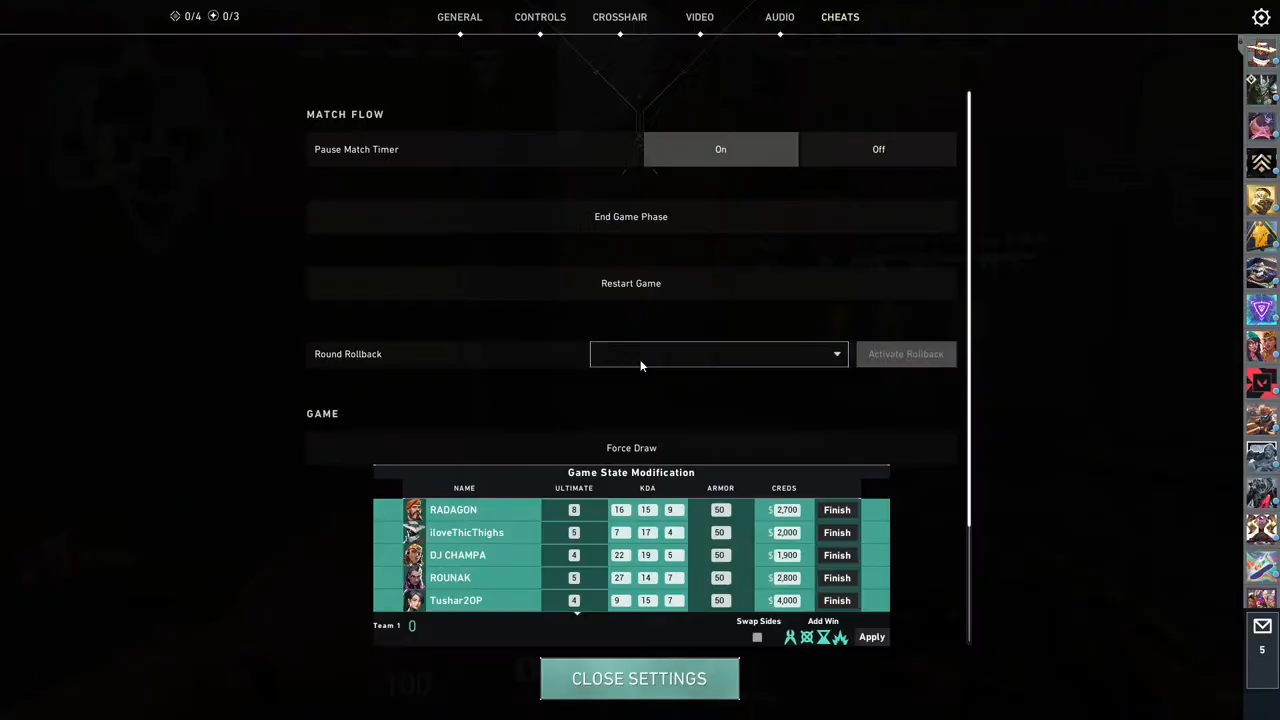 0/4 0/3 GENERAL CONTROLS CROSSHAIR VIDEO AUDIO CHEATS
MATCH FLOW
Pause Match Timer On Off
End Game Phase
Restart Game
Round Rollback Activate Rollback
GAME
Force Draw
Game State Modification
NAME ULTIMATE KDA ARMOR CREDS
RADAGON 8 16 15 9 50 $2,700 Finish
iloveThicThighs 5 7 17 4 50 $2,000 Finish
DJ CHAMPA 4 22 19 5 50 $1,900 Finish
ROUNAK 5 27 14 7 50 $2,800 Finish
Tushar2OP 4 9 15 7 50 $4,000 Finish
Swap Sides Add Win
Team 1 0
Apply
CLOSE SETTINGS
5
100